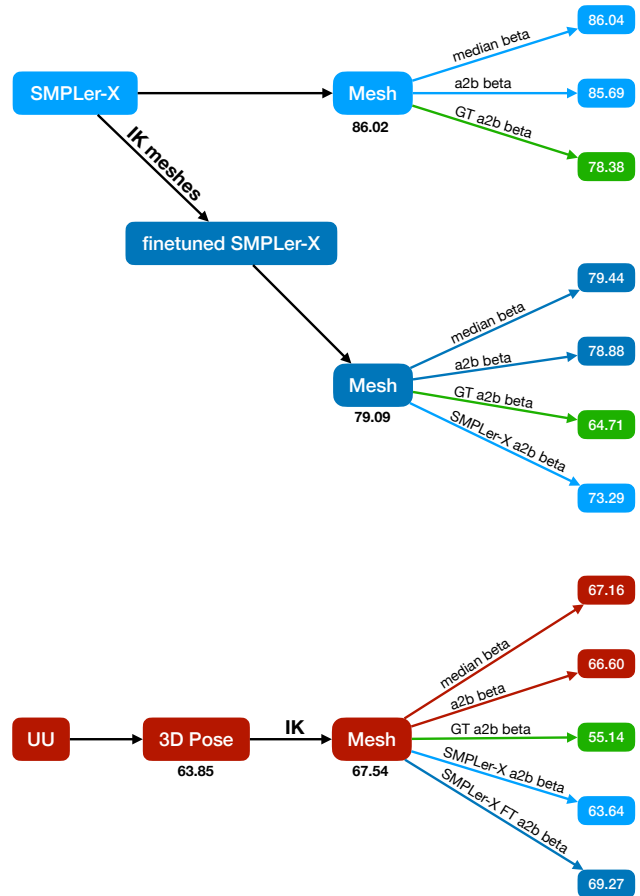 86.04
median beta
SMPLer-X
Mesh
a2b beta
85.69
86.02
GT a2b beta
78.38
IK meshes
finetuned SMPLer-X
79.44
median beta
78.88
a2b beta
Mesh
79.09
GT a2b beta
64.71
SMPLer-X a2b beta
73.29
67.16
median beta
66.60
a2b beta
UU
3D Pose
63.85
IK
Mesh
67.54
GT a2b beta
55.14
SMPLer-X a2b beta
63.64
SMPLer-X FT a2b beta
69.27